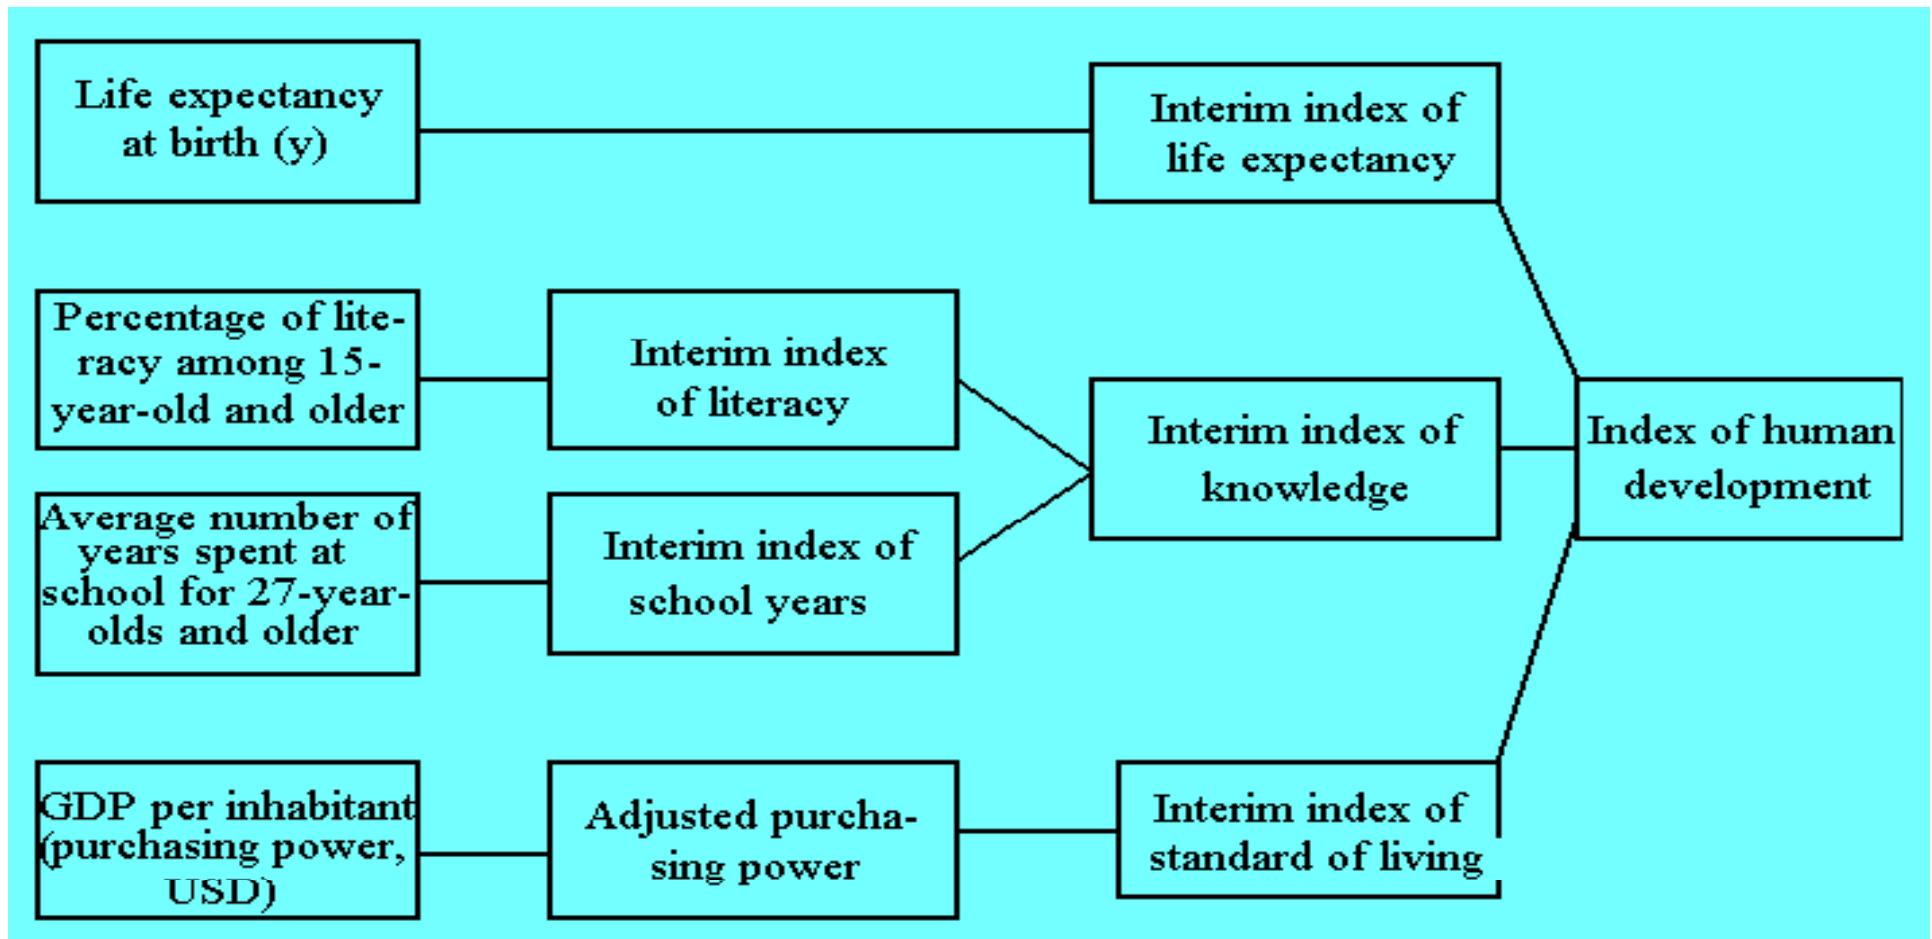 Life expectancy
at birth (y)
Interim index of
life expectancy
Percentage of lite-
racy among 15-
year-old and older
Interim index
of literacy
Average number of
years spent at
school for 27-year-
olds and older
Interim index of
school years
Interim index of
knowledge
Index of human
development
GDP per inhabitant
(purchasing power,
USD)
Adjusted purcha-
sing power
Interim index of
standard of living